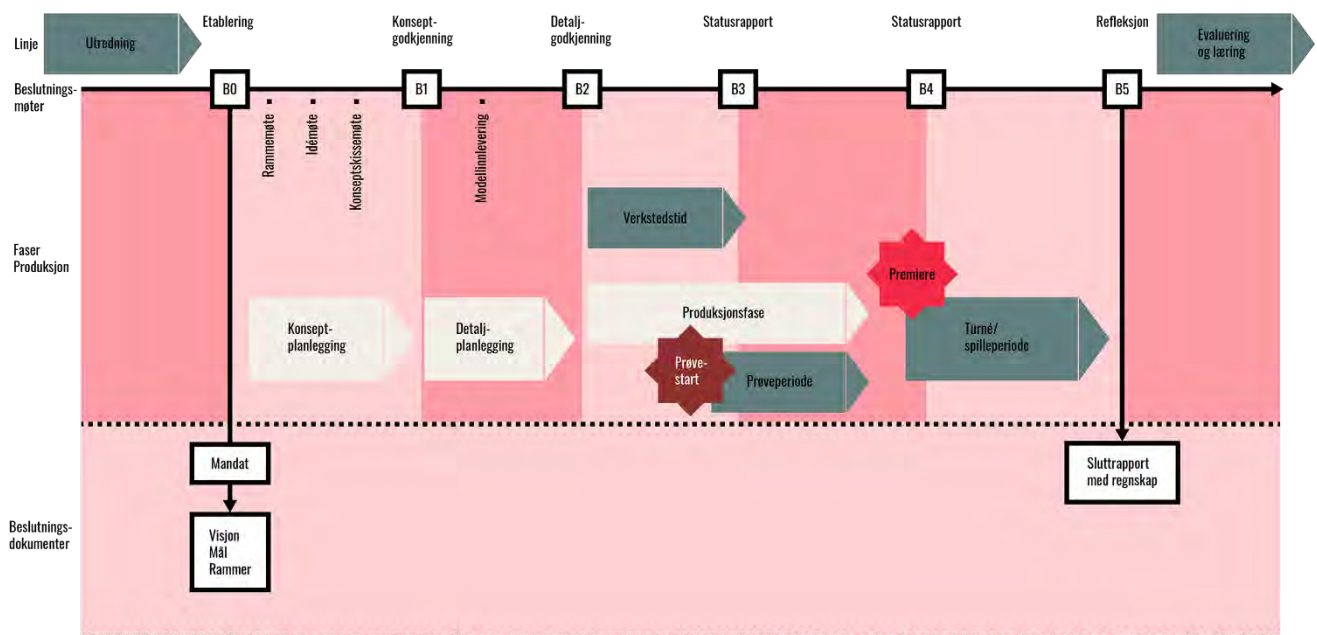 Etablering
Konsept-
godkjenning
Detalj-
godkjenning
Statusrapport
Statusrapport
Refleksjon
Linje
Utredning
Evaluering
og læring
Beslutnings-
møter
B0
B1
B2
B3
B4
B5
Rammemøte
Idémøte
Konseptskissemøte
Modellinnlevering
Faser
Produksjon
Verkstedstid
Premiere
Produksjonsfase
Konsept-
planlegging
Detalj-
planlegging
Turné/
spilleperiode
Prøve-
start
Prøveperiode
Mandat
Sluttrapport
med regnskap
Beslutnings-
dokumenter
Visjon
Mål
Rammer